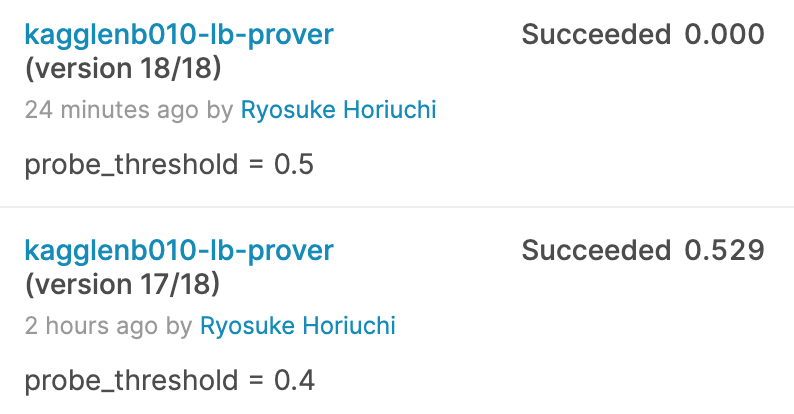 kagglenb010-lb-prover Succeeded 0.000
(version 18/18)
24 minutes ago by Ryosuke Horiuchi
probe_threshold = 0.5
kagglenb010-lb-prover Succeeded 0.529
(version 17/18)
2 hours ago by Ryosuke Horiuchi
probe_threshold = 0.4